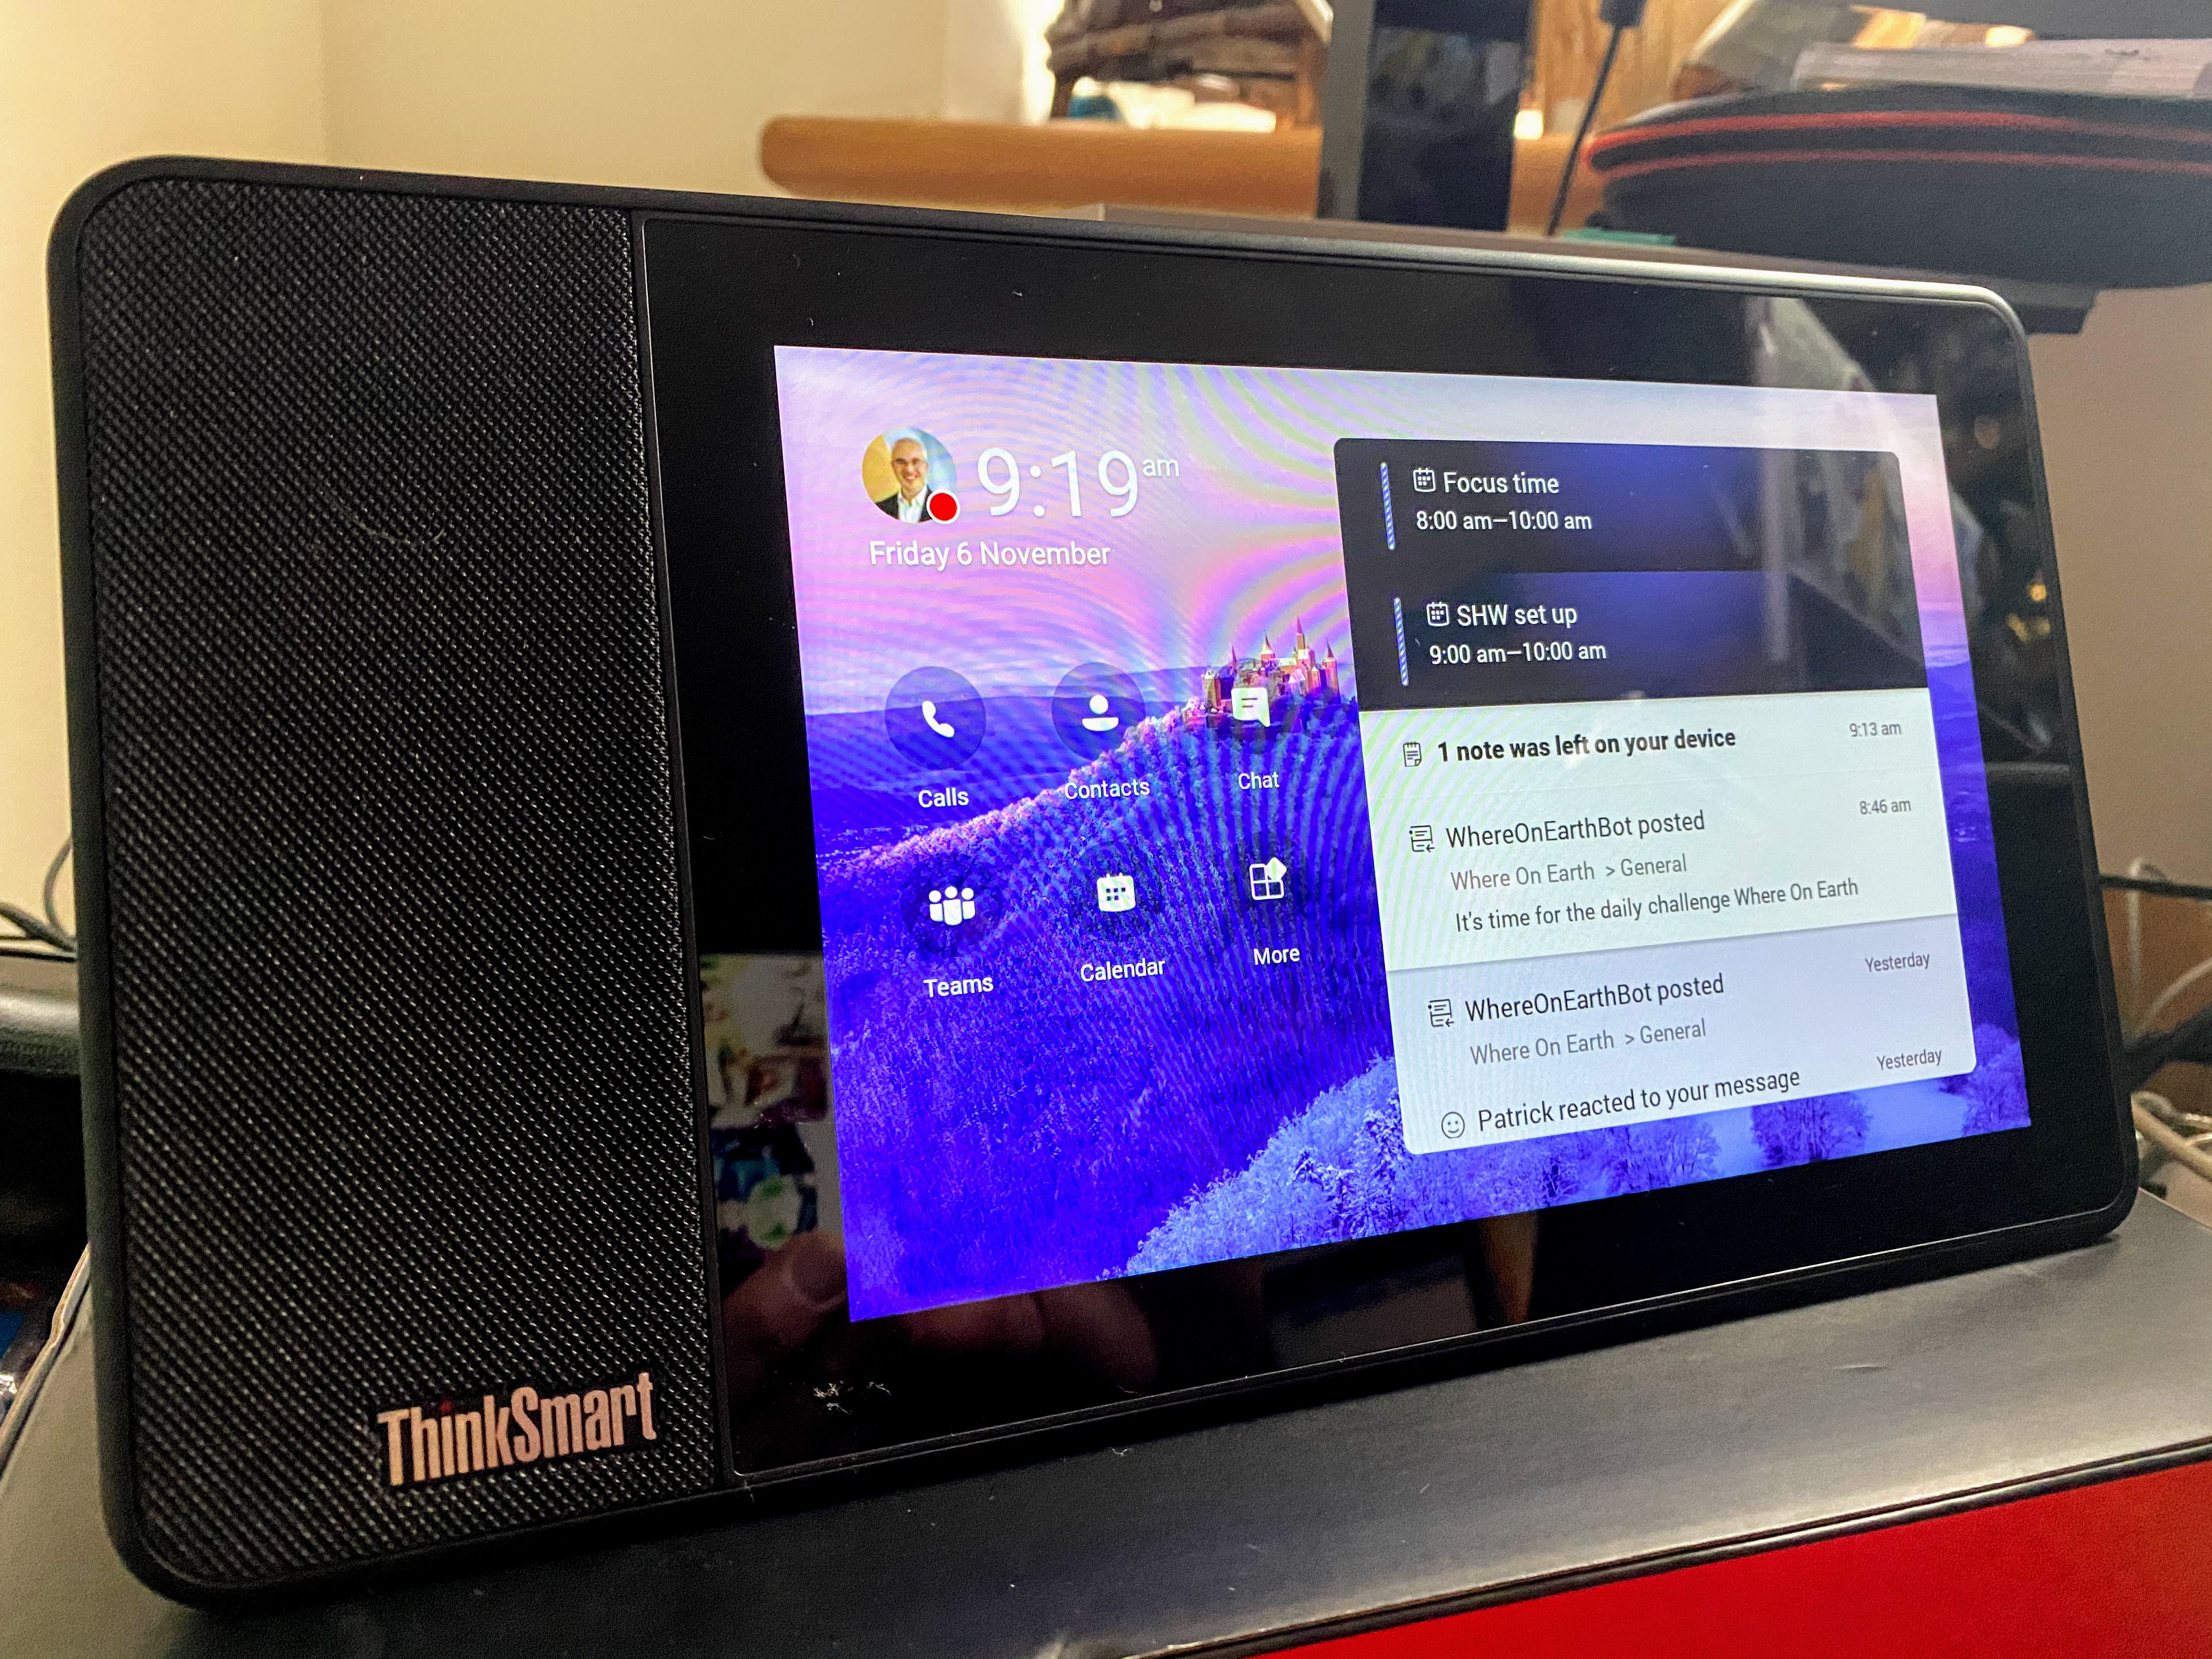 9:19 am
Friday 6 November
Calls
Contacts
Chat
Teams
Calendar
More
Focus time
8:00 am—10:00 am
SHW set up
9:00 am—10:00 am
1 note was left on your device
9:13 am
WhereOnEarthBot posted
8:46 am
Where On Earth > General
It's time for the daily challenge Where On Earth
WhereOnEarthBot posted
Yesterday
Where On Earth > General
Patrick reacted to your message
Yesterday
ThinkSmart